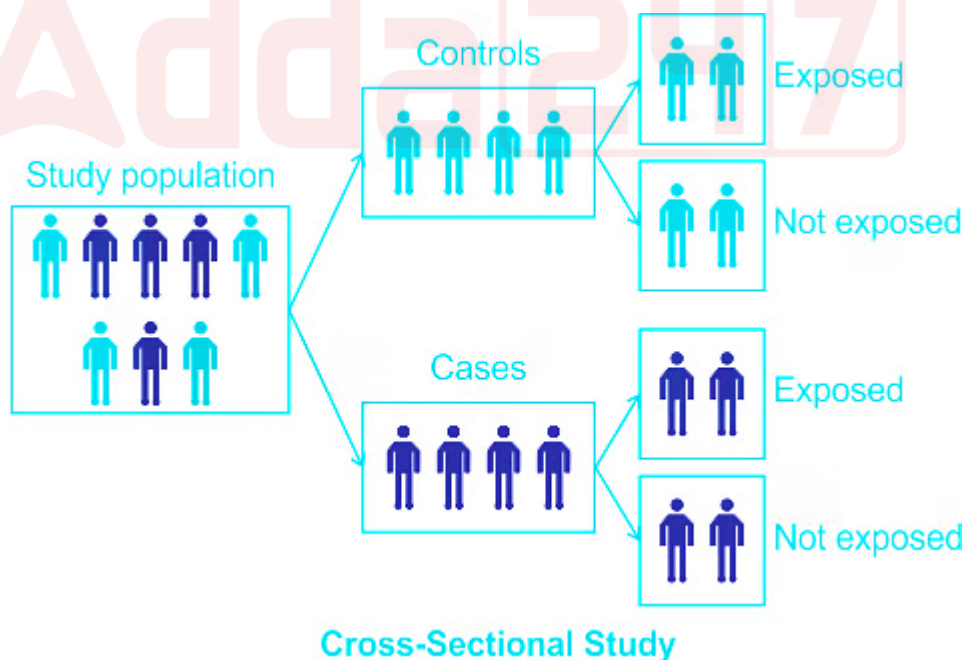 Adda247
Controls
Exposed
Study population
Not exposed
Cases
Exposed
Not exposed
Cross-Sectional Study